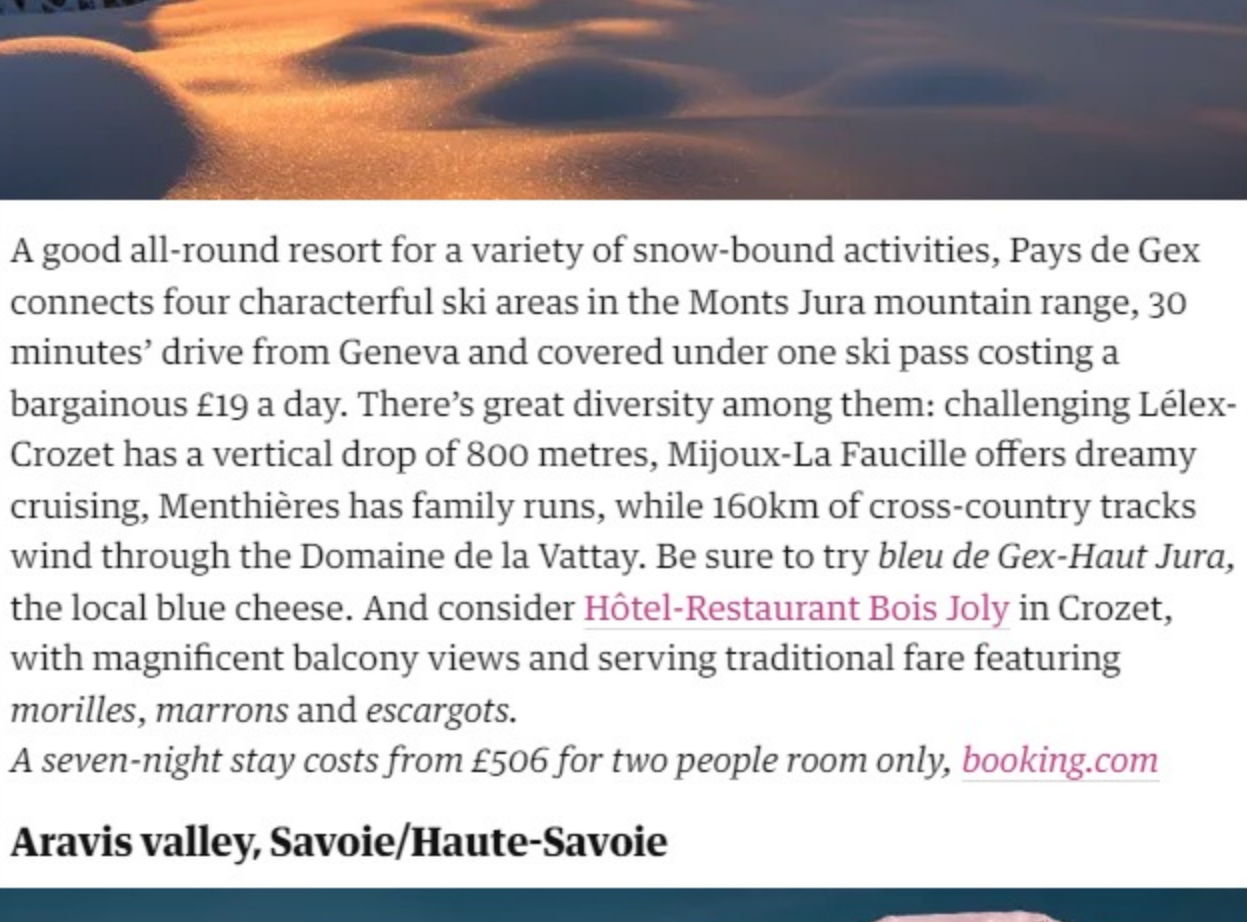 A good all-round resort for a variety of snow-bound activities, Pays de Gex
connects four characterful ski areas in the Monts Jura mountain range, 30
minutes’ drive from Geneva and covered under one ski pass costing a
bargainous £19 a day. There’s great diversity among them: challenging Lélex-
Crozet has a vertical drop of 800 metres, Mijoux-La Faucille offers dreamy
cruising, Menthières has family runs, while 160km of cross-country tracks
wind through the Domaine de la Vattay. Be sure to try bleu de Gex-Haut Jura,
the local blue cheese. And consider Hôtel-Restaurant Bois Joly in Crozet,
with magnificent balcony views and serving traditional fare featuring
morilles, marrons and escargots.
A seven-night stay costs from £506 for two people room only, booking.com
Aravis valley, Savoie/Haute-Savoie